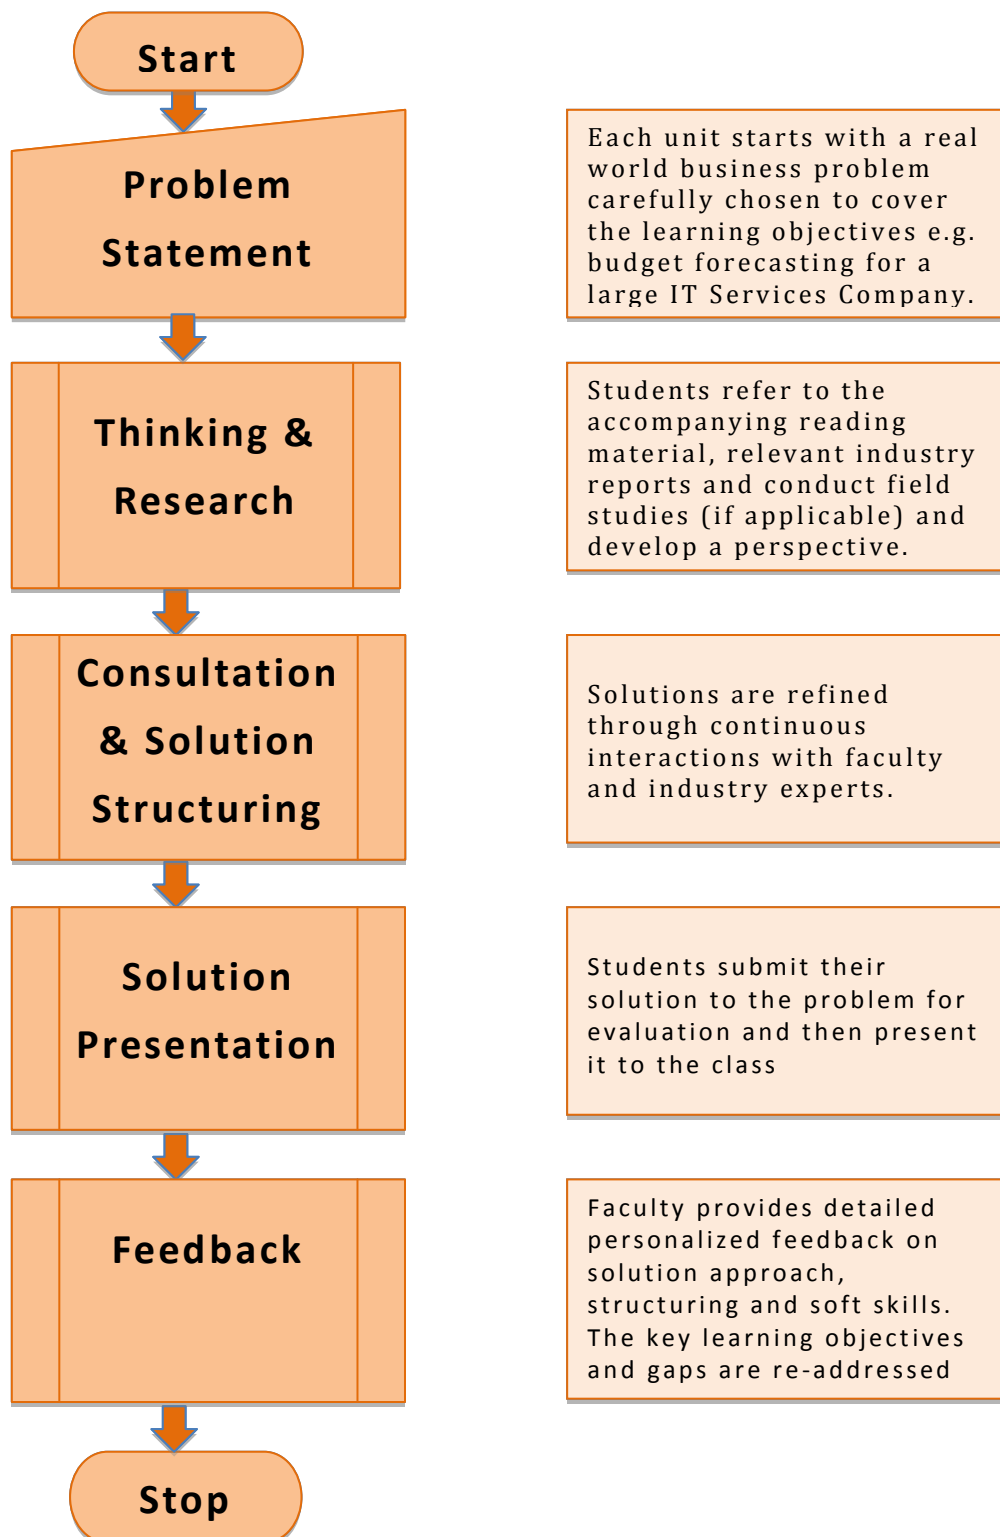 Start
Problem
Statement
Each unit starts with a real
world business problem
carefully chosen to cover
the learning objectives e.g.
budget forecasting for a
large IT Services Company.
Thinking &
Research
Students refer to the
accompanying reading
material, relevant industry
reports and conduct field
studies (if applicable) and
develop a perspective.
Consultation
& Solution
Structuring
Solutions are refined
through continuous
interactions with faculty
and industry experts.
Solution
Presentation
Students submit their
solution to the problem for
evaluation and then present
it to the class
Feedback
Faculty provides detailed
personalized feedback on
solution approach,
structuring and soft skills.
The key learning objectives
and gaps are re-addressed
Stop